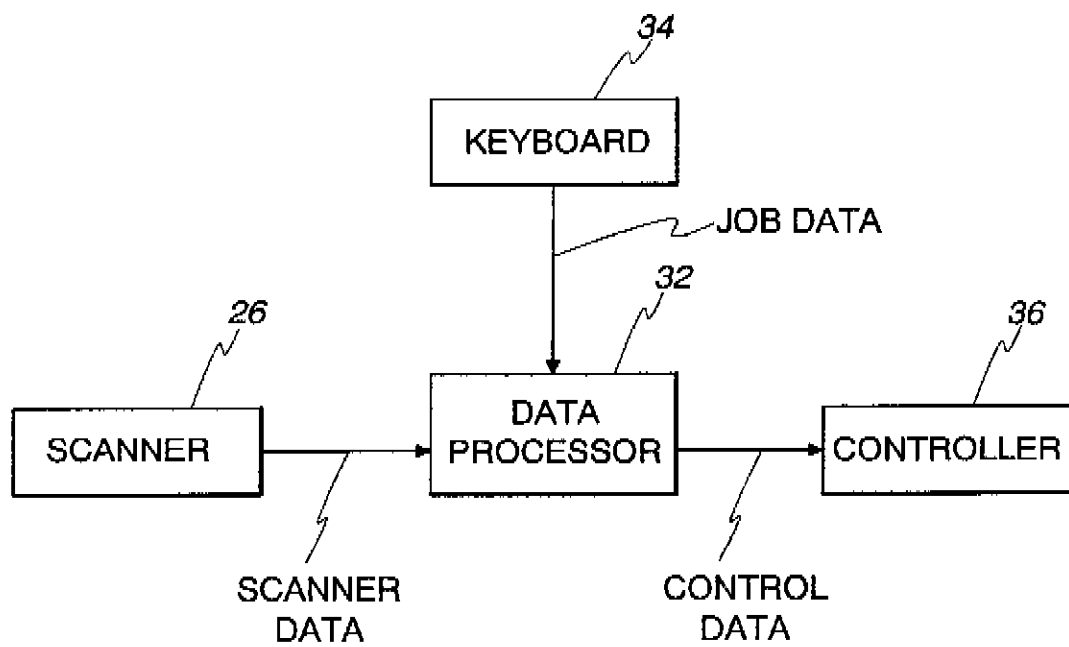 34
KEYBOARD
JOB DATA
32
26
36
SCANNER
DATA
PROCESSOR
CONTROLLER
SCANNER
DATA
CONTROL
DATA